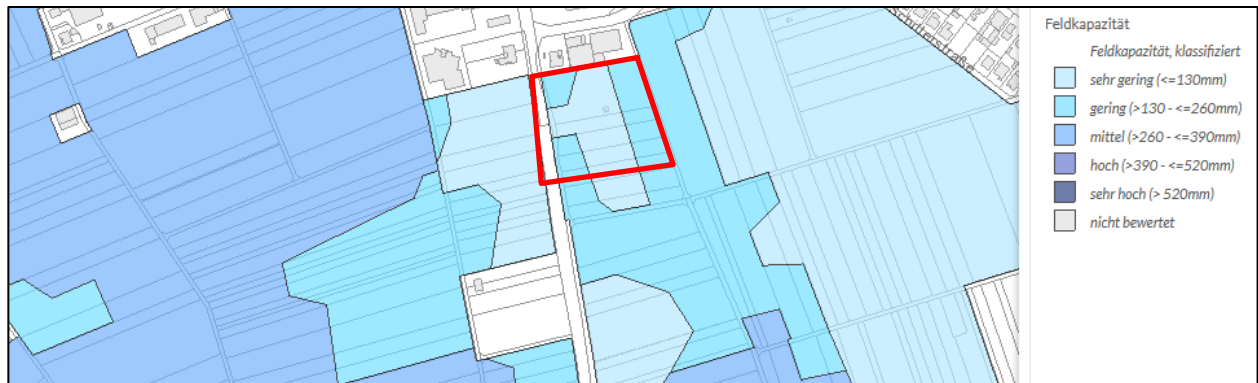 Feldkapazität
Feldkapazität, klassifiziert
sehr gering (<=130mm)
gering (>130 - <=260mm)
mittel (>260 - <=390mm)
hoch (>390 - <=520mm)
sehr hoch (> 520mm)
nicht bewertet